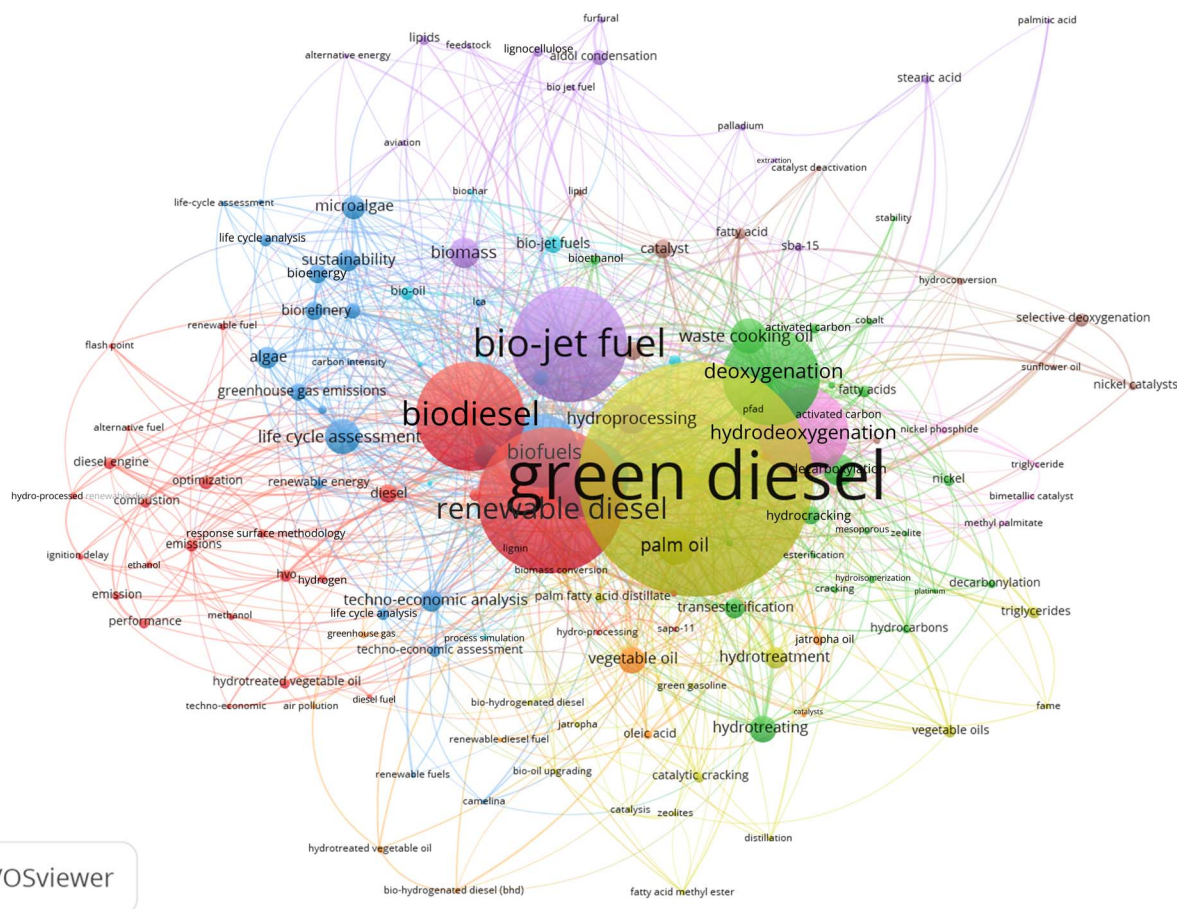 furfural
palmitic acid
lipids
feedstock
lignocellulose
aldol condensation
alternative energy
stearic acid
bio jet fuel
palladium
aviation
extraction
catalyst deactivation
biochar
lipid
life-cycle assessment
microalgae
stability
life cycle analysis
biomass
bio-jet fuels
catalyst
fatty acid
sba-15
sustainability
bioethanol
bioenergy
hydroconversion
bio-oil
lca
biorefinery
selective deoxygenation
renewable fuel
cobalt
activated carbon
waste cooking oil
flash point
bio-jet fuel
algae
carbon intensity
sunflower oil
deoxygenation
nickel catalysts
greenhouse gas emissions
fatty acids
pfad
biodiesel
hydroprocessing
activated carbon
alternative fuel
life cycle assessment
hydrodeoxygenation
nickel phosphide
biofuels
diesel engine
triglyceride
decarboxylation
green diesel
optimization
renewable energy
nickel
diesel
hydro-processed renewable
bimetallic catalyst
combustion
renewable diesel
hydrocracking
methyl palmitate
response surface methodology
mesoporous
zeolite
emissions
lignin
palm oil
ignition delay
esterification
ethanol
biomass conversion
hvo
hydrogen
hydroisomerization
decarbonylation
cracking
platinum
emission
palm fatty acid distillate
techno-economic analysis
transesterification
triglycerides
methanol
life cycle analysis
performance
hydrocarbons
greenhouse gas
process simulation
hydro-processing
sapo-11
jatropha oil
techno-economic assessment
vegetable oil
hydrotreatment
hydrotreated vegetable oil
green gasoline
diesel fuel
techno-economic
air pollution
bio-hydrogenated diesel
fame
catalysts
jatropha
hydrotreating
vegetable oils
oleic acid
renewable diesel fuel
renewable fuels
bio-oil upgrading
catalytic cracking
camelina
catalysis
zeolites
distillation
hydrotreated vegetable oil
VOSviewer
bio-hydrogenated diesel (bhd)
fatty acid methyl ester